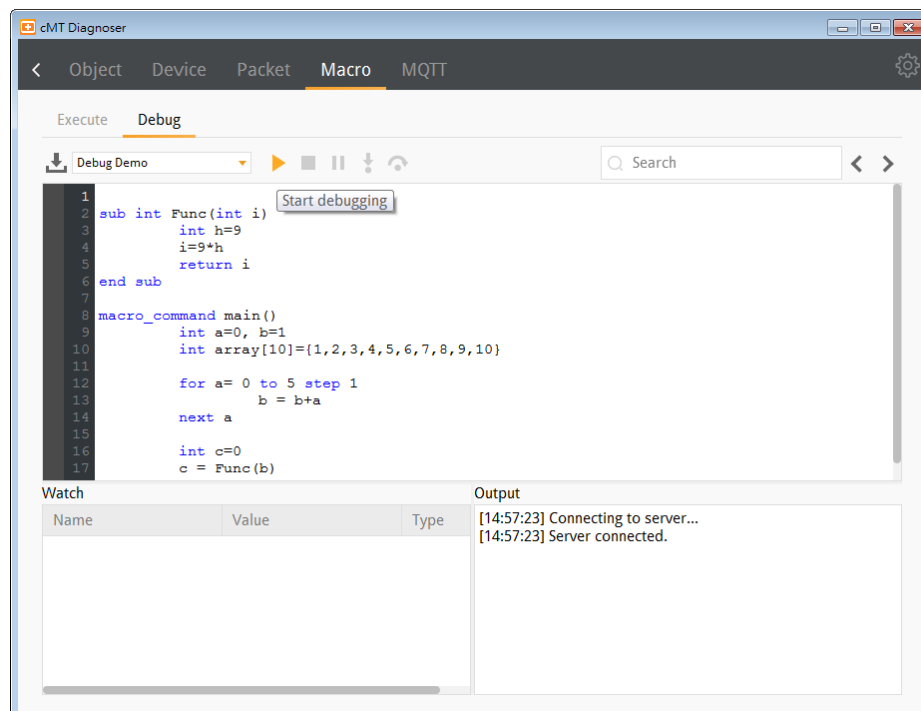 cMT Diagnoser
Object Device Packet Macro MQTT
Execute Debug
Debug Demo Search
Start debugging
1
2 sub int Func(int i)
3 int h=9
4 i=9*h
5 return i
6 end sub
7
8 macro_command main()
9 int a=0, b=1
10 int array[10]={1,2,3,4,5,6,7,8,9,10}
11
12 for a= 0 to 5 step 1
13 b = b+a
14 next a
15
16 int c=0
17 c = Func(b)
Watch
Name Value Type
Output
[14:57:23] Connecting to server...
[14:57:23] Server connected.